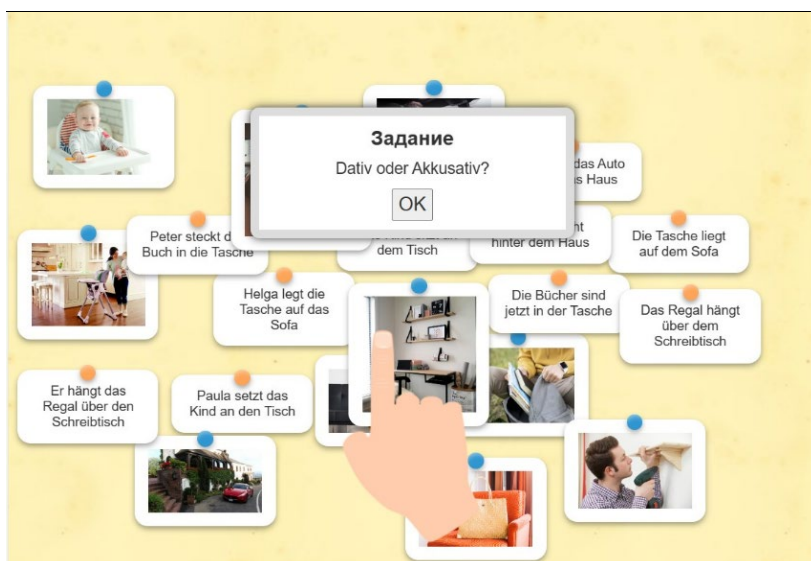 Задание
Dativ oder Akkusativ?
OK
das Auto
Haus
Peter steckt
Buch in die Tasche
dem Tisch
hinter dem Haus
Die Tasche liegt
auf dem Sofa
Helga legt die
Tasche auf das
Sofa
Die Bücher sind
jetzt in der Tasche
Das Regal hängt
über dem
Schreibtisch
Er hängt das
Regal über den
Schreibtisch
Paula setzt das
Kind an den Tisch